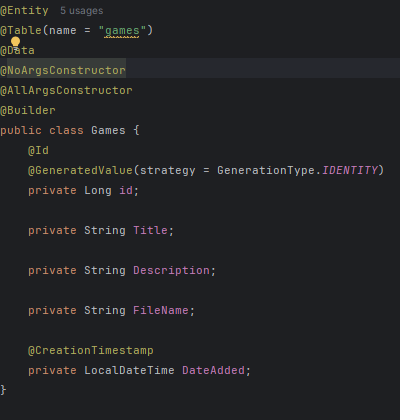 @Entity 5 usages
@Table(name = "games")
@Data
@NoArgsConstructor
@AllArgsConstructor
@Builder
public class Games {
@Id
@GeneratedValue(strategy = GenerationType.IDENTITY)
private Long id;
private String Title;
private String Description;
private String FileName;
@CreationTimestamp
private LocalDateTime DateAdded;
}